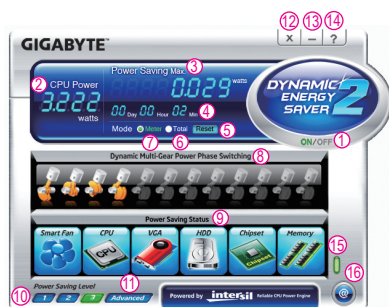 12 13 14
X — ?
GIGABYTE™
3
Power Saving Max.
0.029 watts
2
CPU Power
3.222
watts
00 Day 00 Hour 02 Min
4
Mode Meter Total Reset
5
7 6
DYNAMIC
ENERGY
SAVER 2
ON/OFF
1
Dynamic Multi-Gear Power Phase Switching
8
Power Saving Status
9
Smart Fan CPU VGA HDD Chipset Memory
CPU
Chipset
15
16
@
11
Power Saving Level
10
1 2 3 Advanced
Powered by intersil Reliable CPU Power Engine